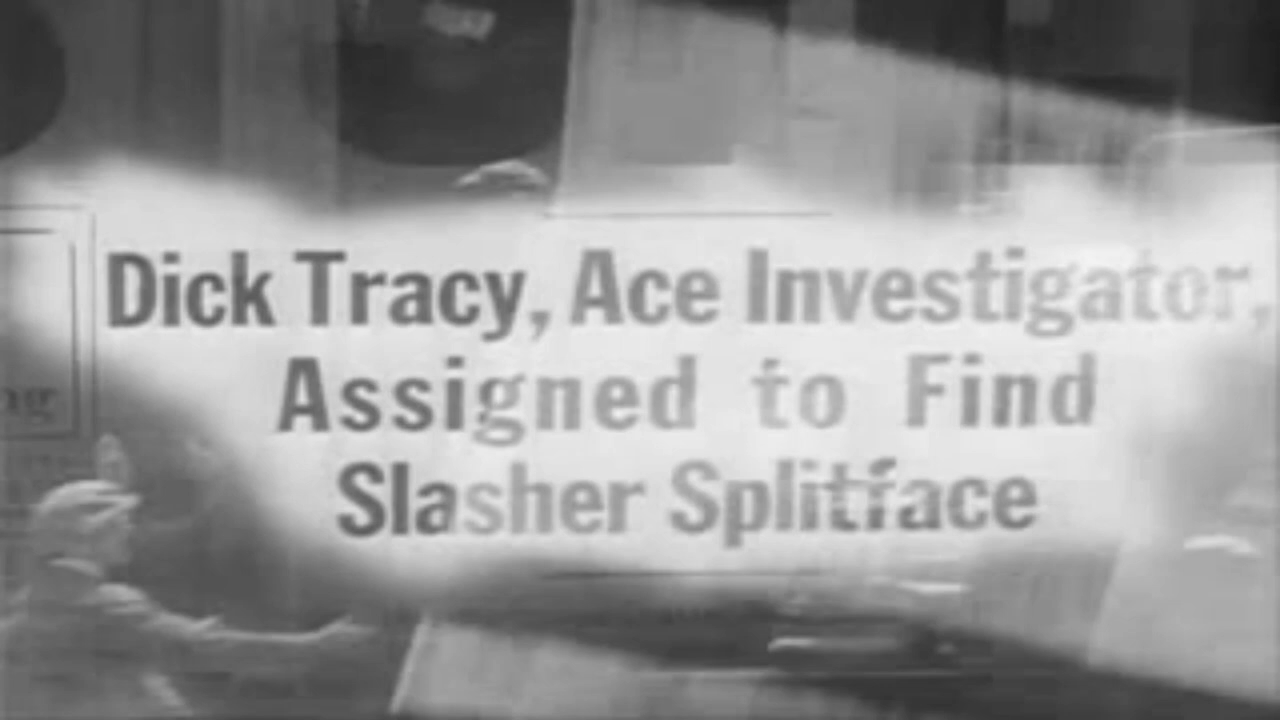 Dick Tracy, Ace Investigator,
Assigned to Find
Slasher Splitface